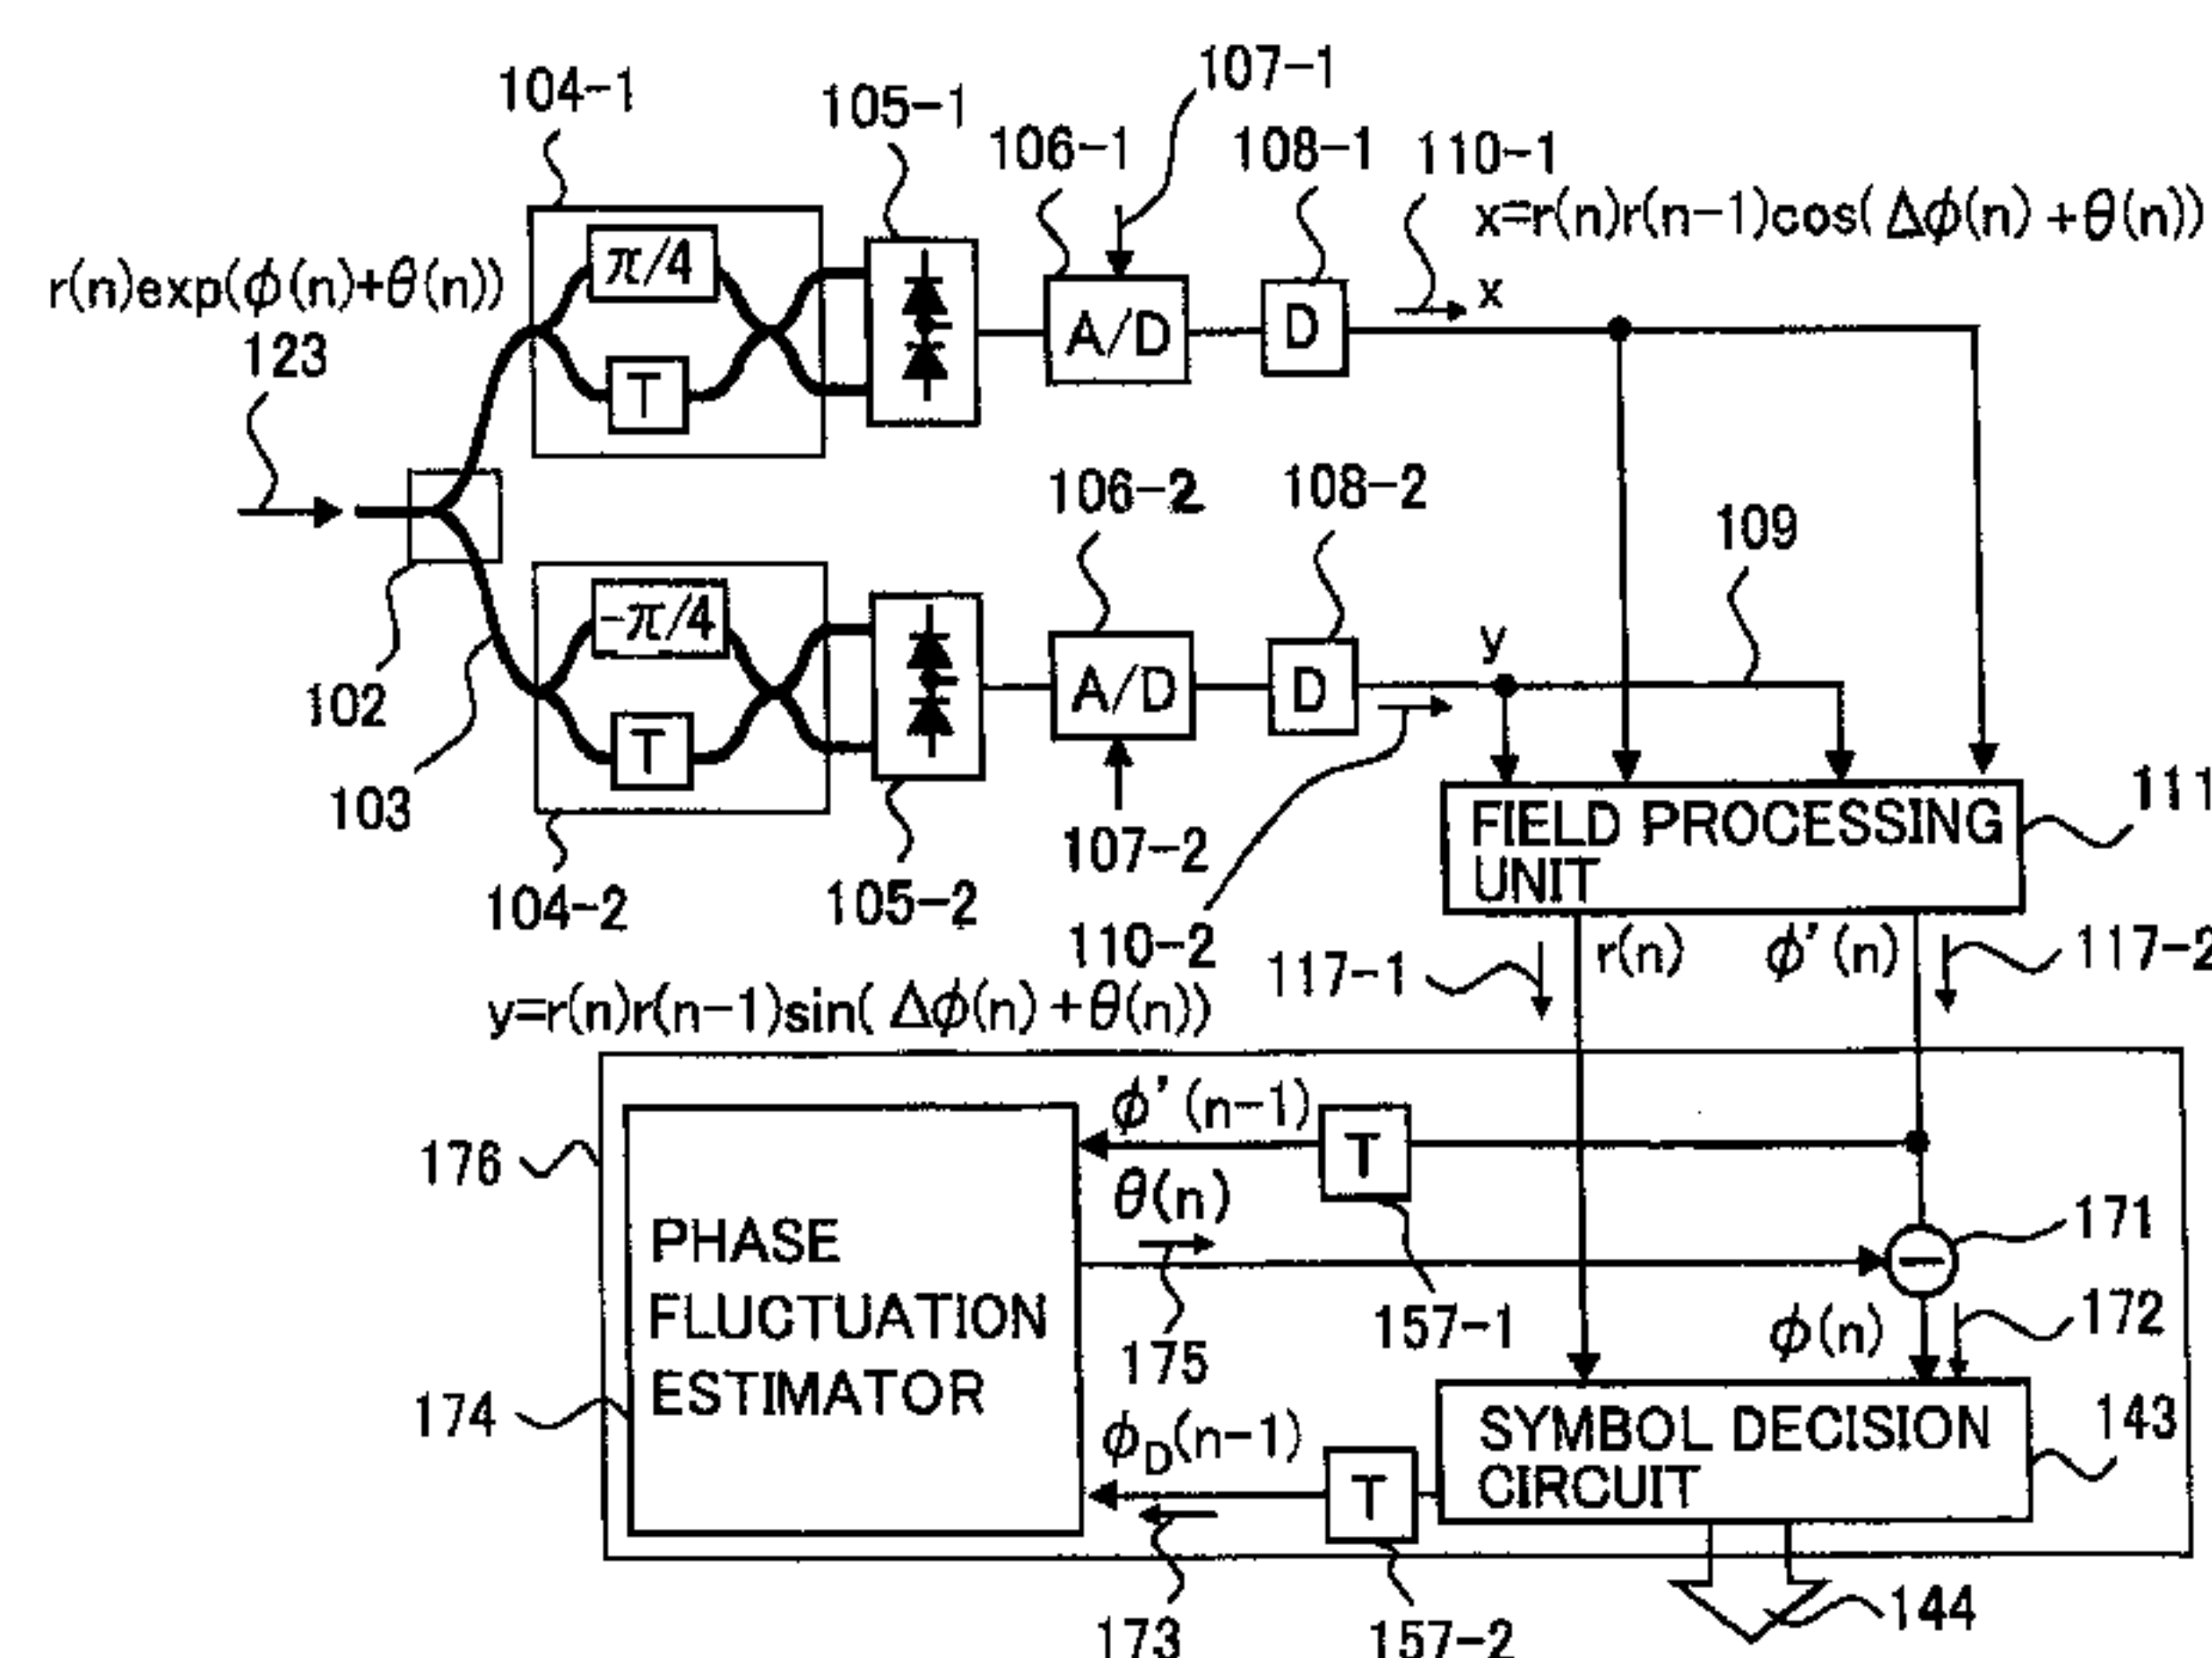 107-1
104-1
105-1
106-1
108-1
110-1
x=r(n)r(n-1)cos( Δϕ(n) +θ(n))
r(n)exp(ϕ(n)+θ(n))
π/4
A/D
D
x
123
T
106-2
108-2
109
102
-π/4
A/D
D
y
T
103
107-2
111
FIELD PROCESSING
UNIT
104-2
105-2
110-2
117-1
r(n)
ϕ'(n)
117-2
y=r(n)r(n-1)sin( Δϕ(n) +θ(n))
176
ϕ'(n-1)
T
θ(n)
171
PHASE
FLUCTUATION
ESTIMATOR
175
157-1
ϕ(n)
172
174
ϕD(n-1)
T
SYMBOL DECISION
CIRCUIT
143
173
157-2
144